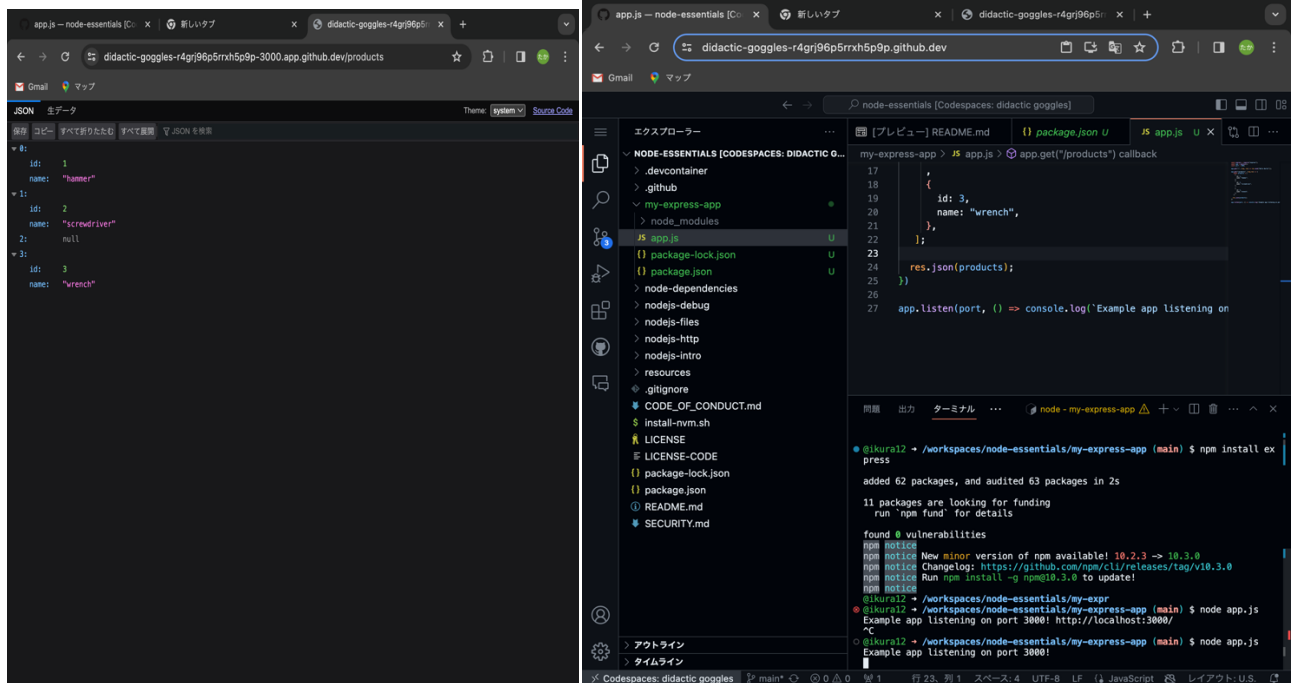 app.js — node-essentials [Co
新しいタブ
didactic-goggles-r4grj96p5rr
didactic-goggles-r4grj96p5rrxh5p9p-3000.app.github.dev/products
たか
Gmail
マップ
JSON
生データ
Theme: system
Source Code
保存
コピー
すべて折りたたむ
すべて展開
JSON を検索
0:
id: 1
name: "hammer"
1:
id: 2
name: "screwdriver"
2: null
3:
id: 3
name: "wrench"
app.js — node-essentials [Co
新しいタブ
didactic-goggles-r4grj96p5rr
didactic-goggles-r4grj96p5rrxh5p9p.github.dev
たか
Gmail
マップ
node-essentials [Codespaces: didactic goggles]
エクスプローラー
NODE-ESSENTIALS [CODESPACES: DIDACTIC G...
.devcontainer
.github
my-express-app
node_modules
JS app.js U
{} package-lock.json U
{} package.json U
node-dependencies
nodejs-debug
nodejs-files
nodejs-http
nodejs-intro
resources
.gitignore
CODE_OF_CONDUCT.md
$ install-nvm.sh
LICENSE
LICENSE-CODE
{} package-lock.json
{} package.json
README.md
SECURITY.md
アウトライン
タイムライン
3
[プレビュー] README.md
{} package.json U
JS app.js U
my-express-app > JS app.js > app.get("/products") callback
17 ,
18 {
19 id: 3,
20 name: "wrench",
21 },
22 ];
23
24 res.json(products);
25 })
26
27 app.listen(port, () => console.log(`Example app listening on
問題
出力
ターミナル
node - my-express-app
@ikura12 → /workspaces/node-essentials/my-express-app (main) $ npm install ex
press
added 62 packages, and audited 63 packages in 2s
11 packages are looking for funding
run `npm fund` for details
found 0 vulnerabilities
npm notice
npm notice New minor version of npm available! 10.2.3 -> 10.3.0
npm notice Changelog: https://github.com/npm/cli/releases/tag/v10.3.0
npm notice Run npm install -g npm@10.3.0 to update!
npm notice
@ikura12 → /workspaces/node-essentials/my-expr
@ikura12 → /workspaces/node-essentials/my-express-app (main) $ node app.js
Example app listening on port 3000! http://localhost:3000/
^C
@ikura12 → /workspaces/node-essentials/my-express-app (main) $ node app.js
Example app listening on port 3000!
Codespaces: didactic goggles
main*
0
0
1
行 23、列 1
スペース: 4
UTF-8
LF
{} JavaScript
レイアウト: U.S.